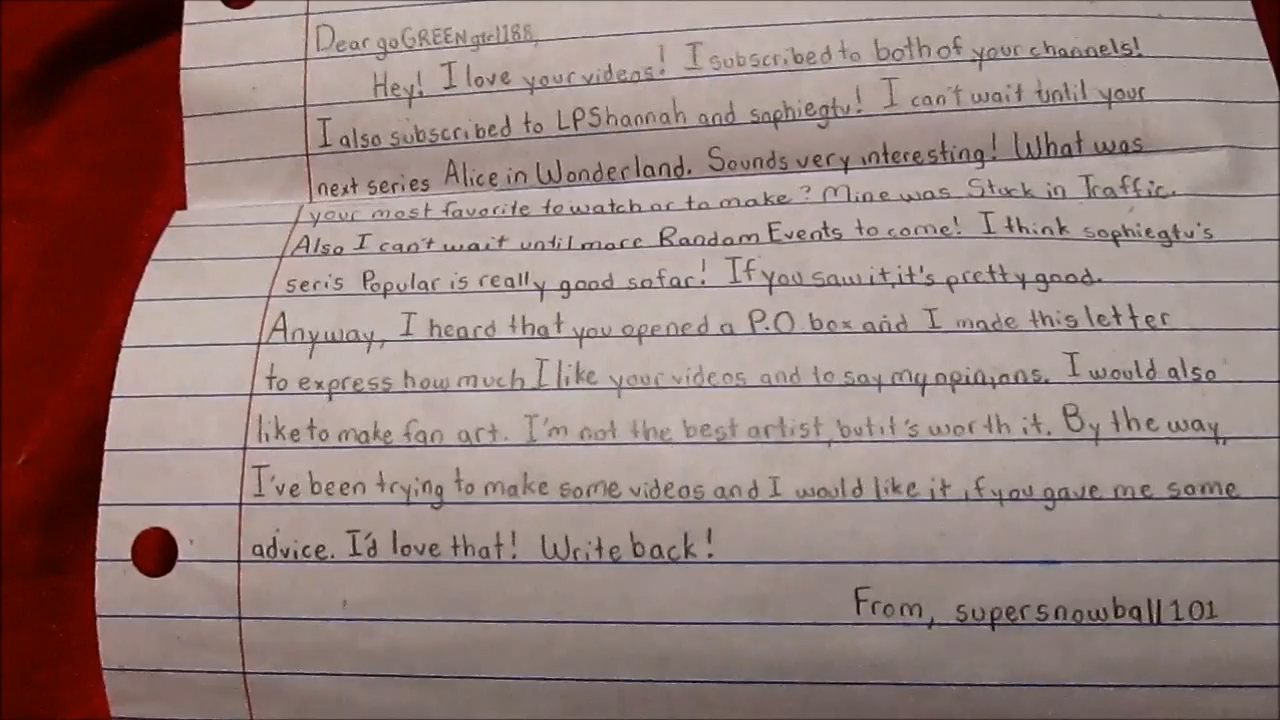 Dear goGREENgirl188,
Hey! I love your videos! I subscribed to both of your channels!
I also subscribed to LPShannah and sophiegtv! I can't wait until your
next series Alice in Wonderland. Sounds very interesting! What was
your most favorite to watch or to make? Mine was Stuck in Traffic.
Also I can't wait until more Random Events to come! I think sophiegtv's
seris Popular is really good so far! If you saw it, it's pretty good.
Anyway, I heard that you opened a P.O box and I made this letter
to express how much I like your videos and to say my opinions. I would also
like to make fan art. I'm not the best artist, but it's worth it. By the way,
I've been trying to make some videos and I would like it if you gave me some
advice. I'd love that! Write back!
From, supersnowball101